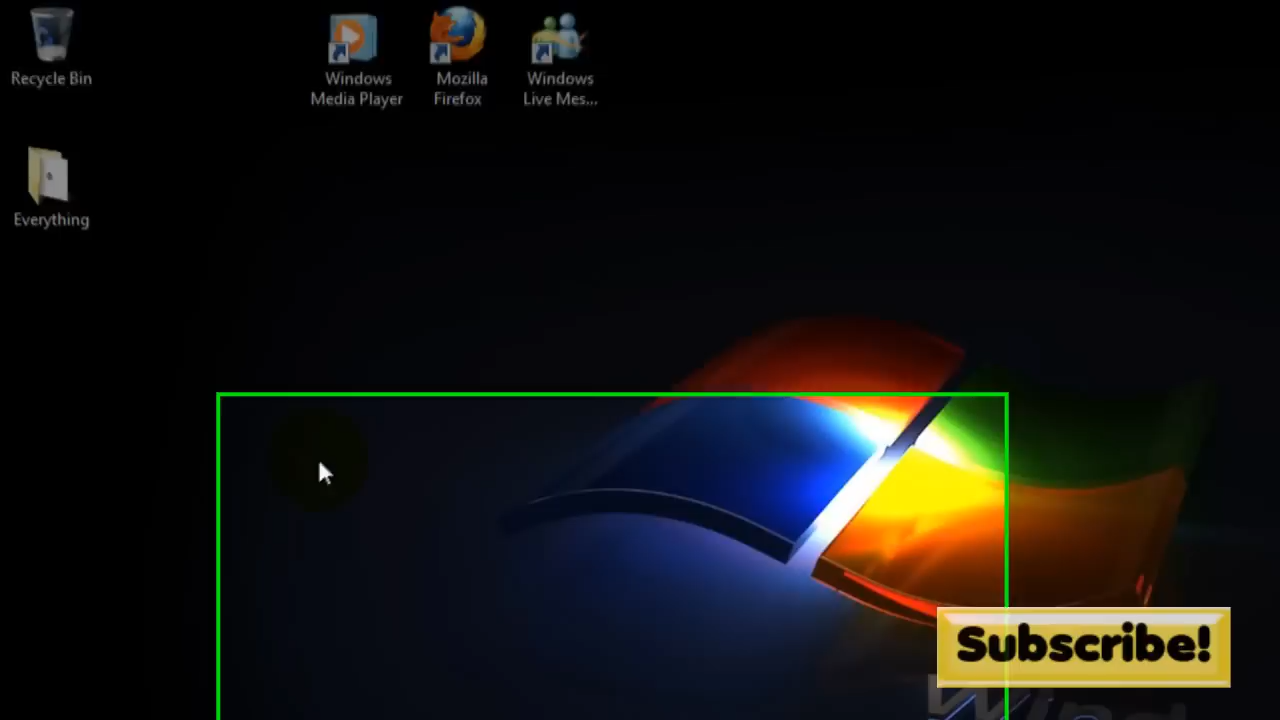 Recycle Bin
Windows
Media Player
Mozilla
Firefox
Windows
Live Mes...
Everything
Subscribe!